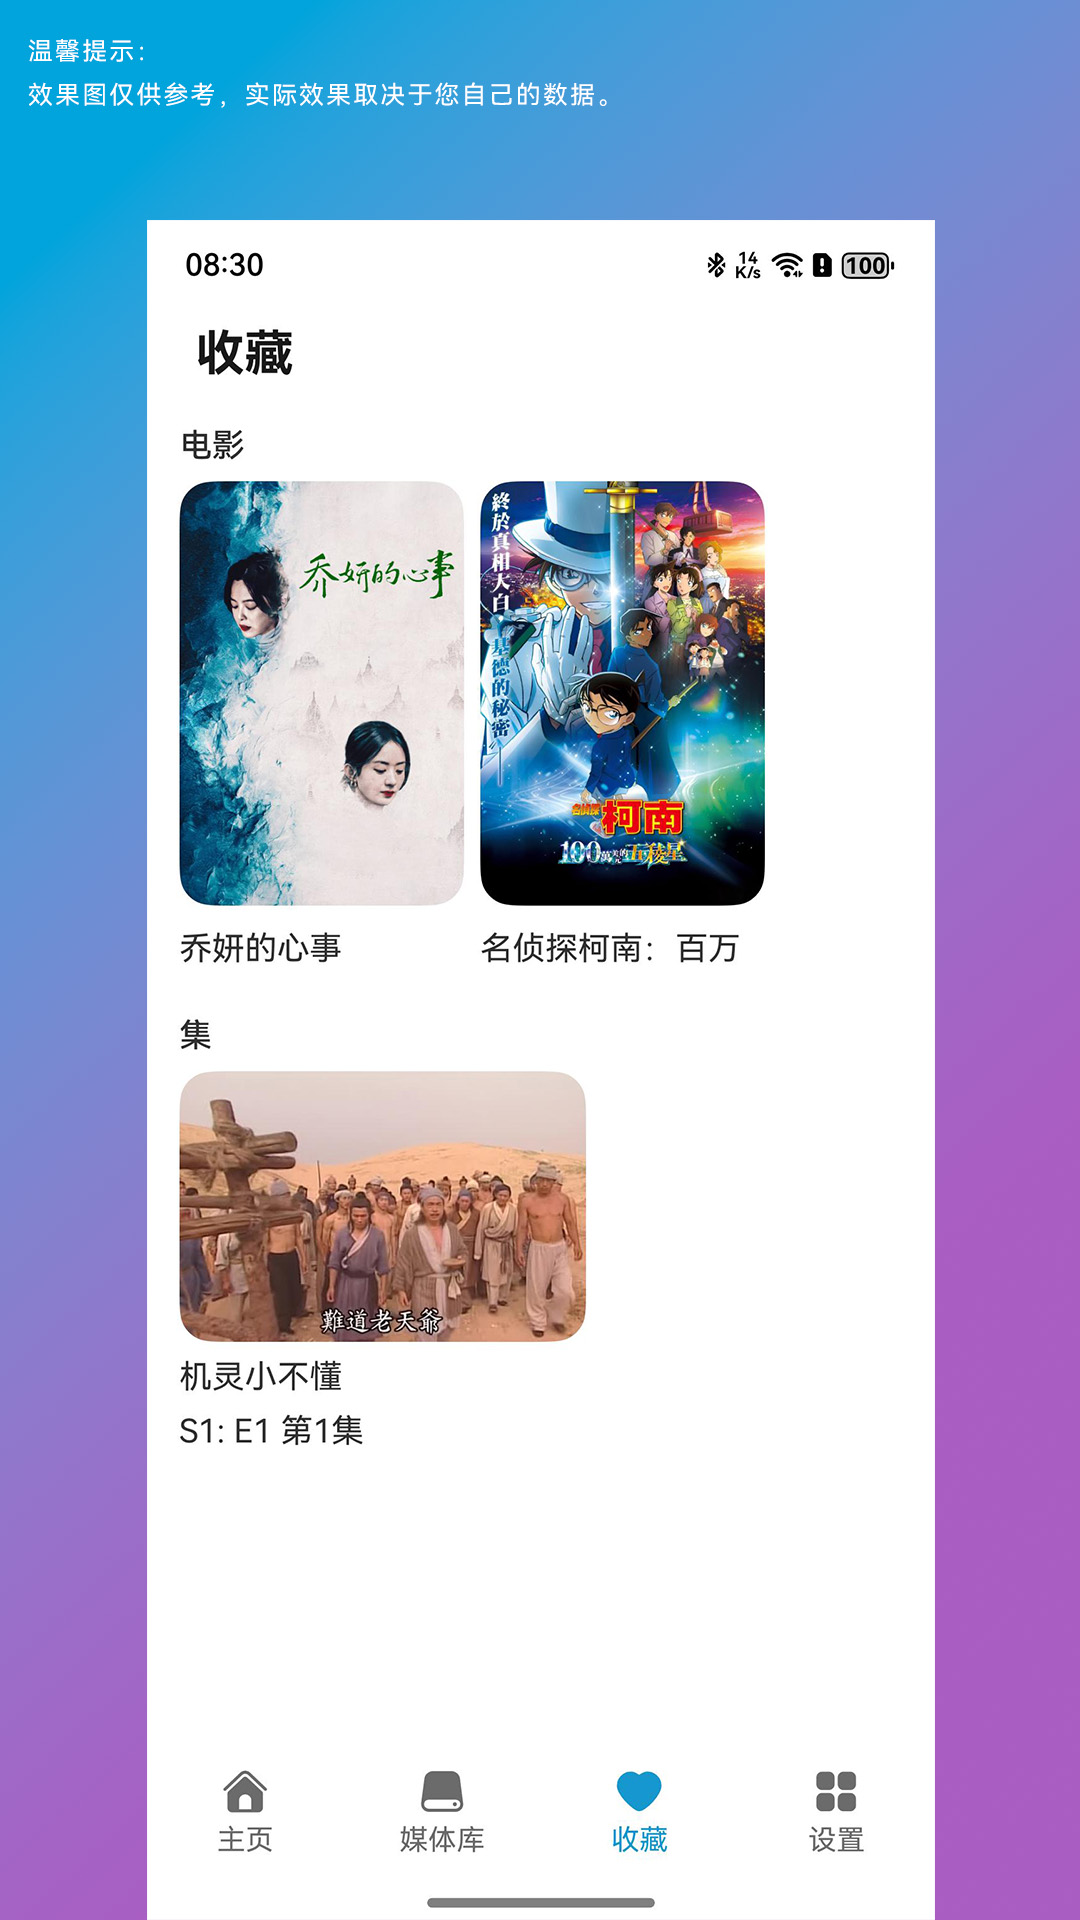 温馨提示：
效果图仅供参考，实际效果取决于您自己的数据。
08:30
14
K/s
100
收藏
电影
乔妍的心事
終於真相大白，基德的秘密
名偵探
柯南
100萬美元的五稜星
乔妍的心事
名侦探柯南：百万
集
難道老天爺
机灵小不懂
S1: E1 第1集
主页
媒体库
收藏
设置